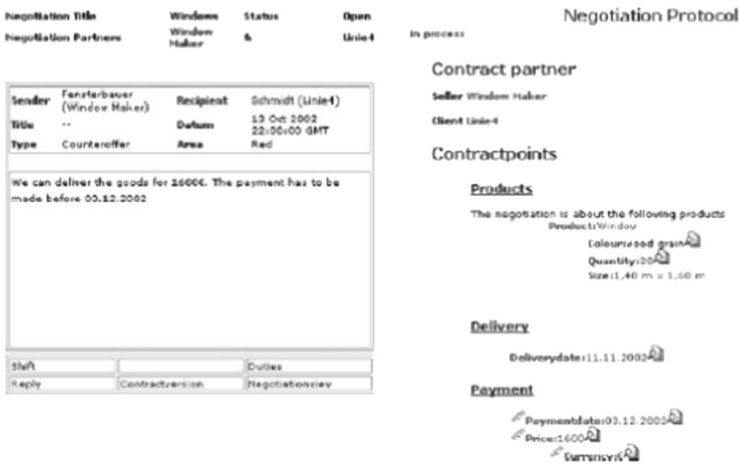 Negotiation Title Windows Status Open
Negotiation Partners Window Maker & Linie4
Sender Fensterbauer (Window Maker) Recipient Schmidt (Linie4)
Title -- Datum 13 Oct 2002 22:00:00 GMT
Type Counteroffer Area Red
We can deliver the goods for 1600€. The payment has to be
made before 03.12.2002
Shift Duties
Reply Contractversion Negotiationview
Negotiation Protocol
In process
Contract partner
Seller Window Maker
Client Linie4
Contractpoints
Products
The negotiation is about the following products
Product:Window
Colour:wood grain
Quantity:20
Size:1,40 m x 1,60 m
Delivery
Deliverydate:11.11.2002
Payment
Paymentdate:03.12.2002
Price:1600
Currency:€